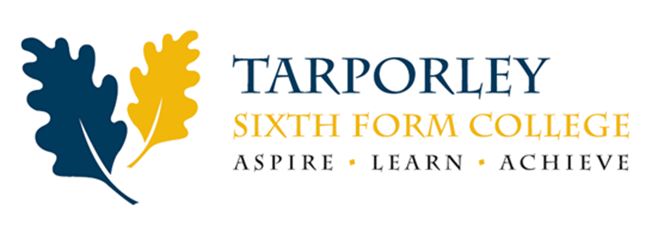 TARPORLEY
SIXTH FORM COLLEGE
ASPIRE • LEARN • ACHIEVE